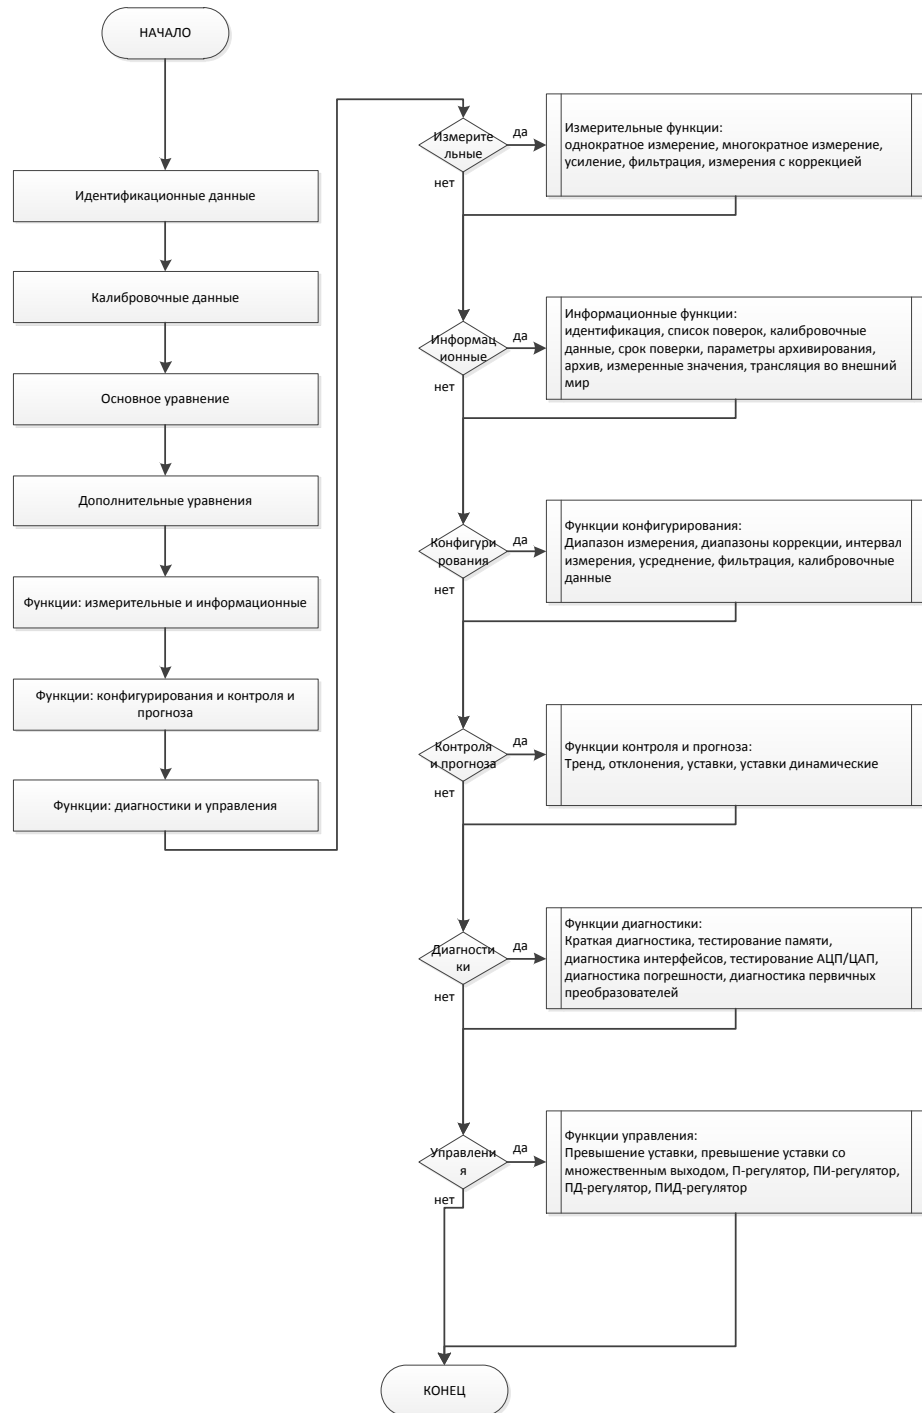 НАЧАЛО
Идентификационные данные
Калибровочные данные
Основное уравнение
Дополнительные уравнения
Функции: измерительные и информационные
Функции: конфигурирования и контроля и
прогноза
Функции: диагностики и управления
Измерите
льные
да
нет
Измерительные функции:
однократное измерение, многократное измерение,
усиление, фильтрация, измерения с коррекцией
Информац
ионные
да
нет
Информационные функции:
идентификация, список поверок, калибровочные
данные, срок поверки, параметры архивирования,
архив, измеренные значения, трансляция во внешний
мир
Конфигури
рования
да
нет
Функции конфигурирования:
Диапазон измерения, диапазоны коррекции, интервал
измерения, усреднение, фильтрация, калибровочные
данные
Контроля
и прогноза
да
нет
Функции контроля и прогноза:
Тренд, отклонения, уставки, уставки динамические
Диагности
ки
да
нет
Функции диагностики:
Краткая диагностика, тестирование памяти,
диагностика интерфейсов, тестирование АЦП/ЦАП,
диагностика погрешности, диагностика первичных
преобразователей
Управлени
я
да
нет
Функции управления:
Превышение уставки, превышение уставки со
множественным выходом, П-регулятор, ПИ-регулятор,
ПД-регулятор, ПИД-регулятор
КОНЕЦ